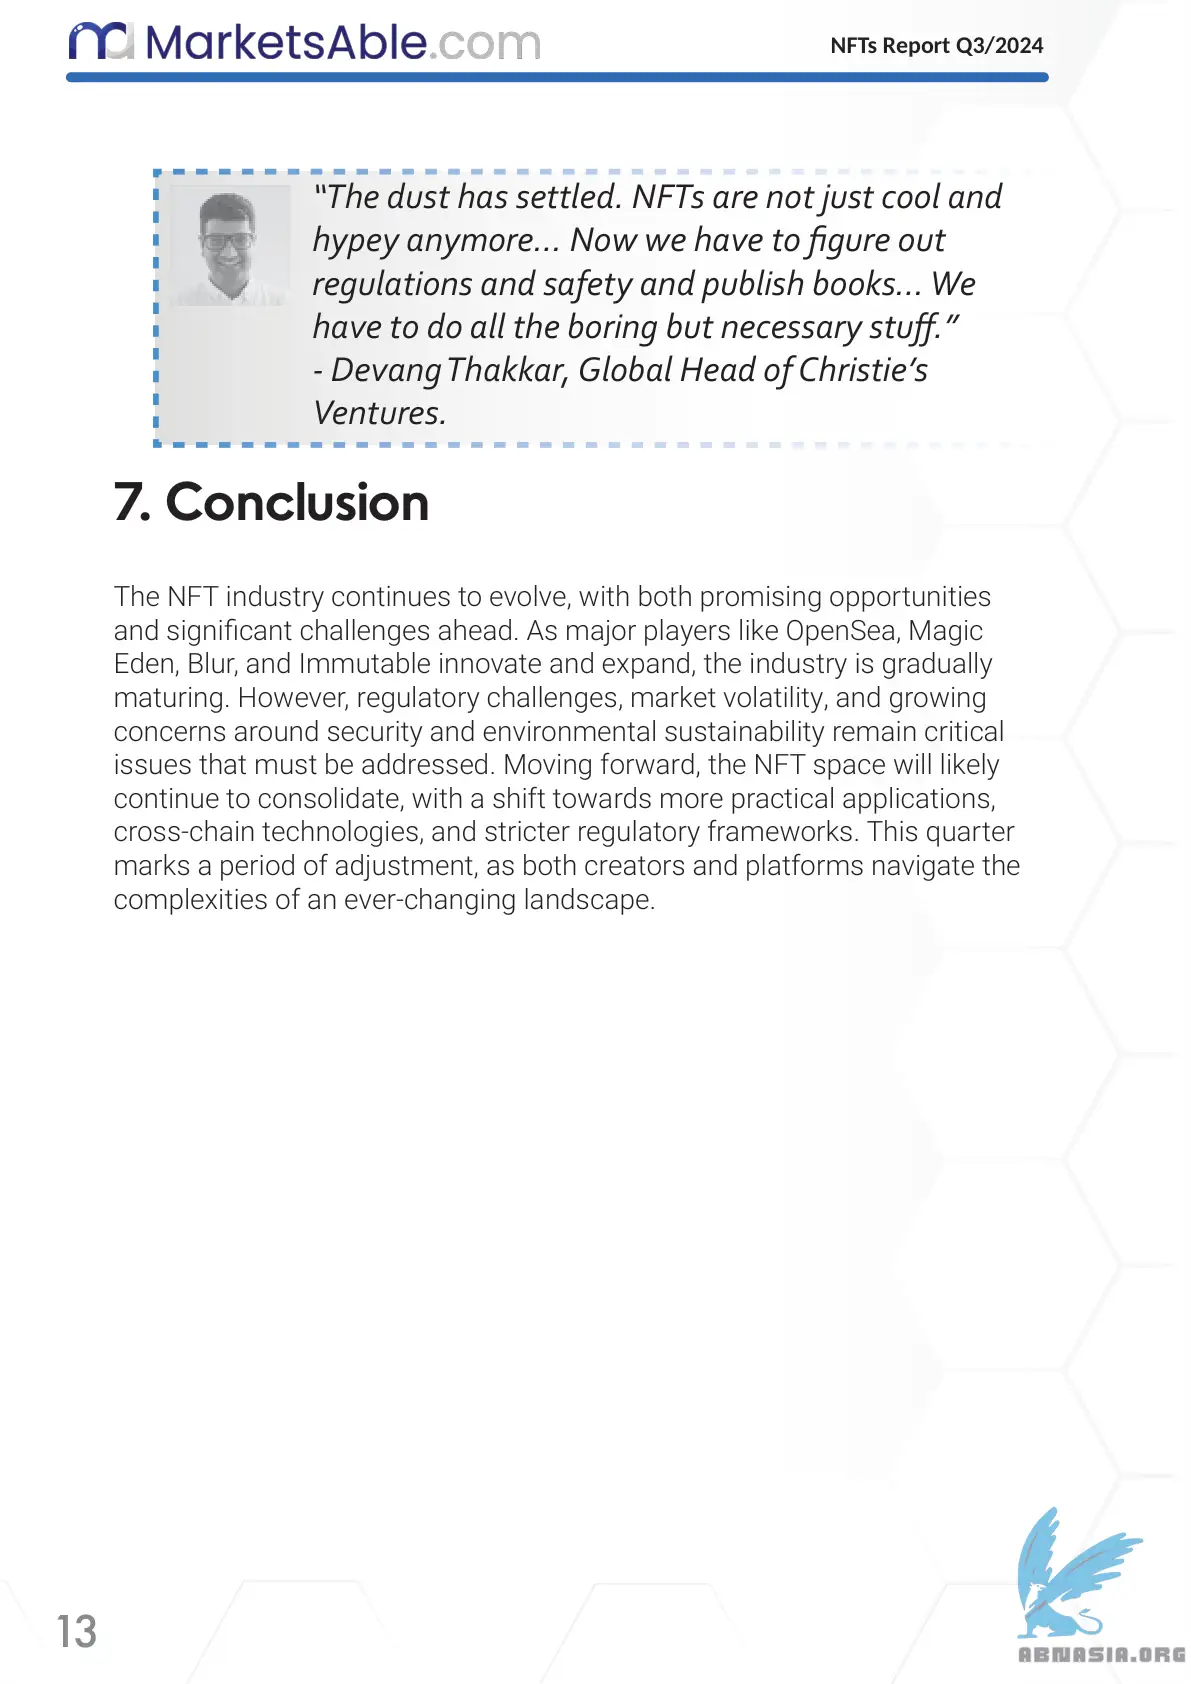 MarketsAble.com
NFTs Report Q3/2024
“The dust has settled. NFTs are not just cool and
hypey anymore... Now we have to figure out
regulations and safety and publish books... We
have to do all the boring but necessary stuff.”
- Devang Thakkar, Global Head of Christie’s
Ventures.
7. Conclusion
The NFT industry continues to evolve, with both promising opportunities
and significant challenges ahead. As major players like OpenSea, Magic
Eden, Blur, and Immutable innovate and expand, the industry is gradually
maturing. However, regulatory challenges, market volatility, and growing
concerns around security and environmental sustainability remain critical
issues that must be addressed. Moving forward, the NFT space will likely
continue to consolidate, with a shift towards more practical applications,
cross-chain technologies, and stricter regulatory frameworks. This quarter
marks a period of adjustment, as both creators and platforms navigate the
complexities of an ever-changing landscape.
13
ABNASIA.ORG